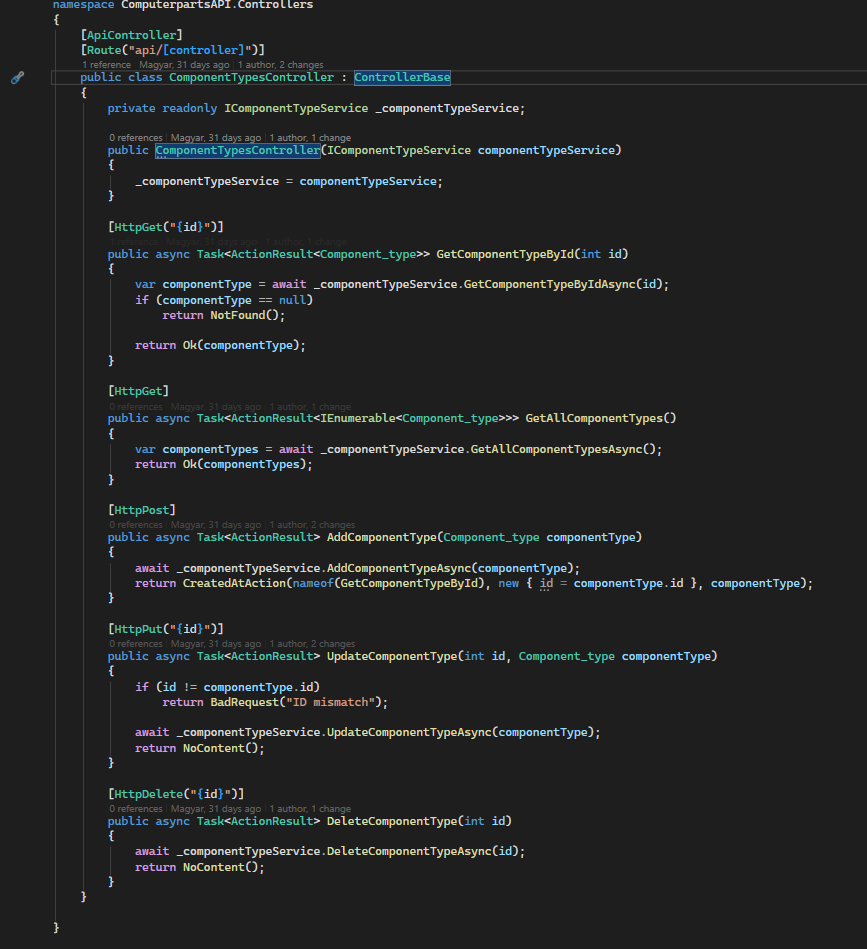 namespace ComputerpartsAPI.Controllers
{
[ApiController]
[Route("api/[controller]")]
1 reference | Magyar, 31 days ago | 1 author, 2 changes
public class ComponentTypesController : ControllerBase
{
private readonly IComponentTypeService _componentTypeService;
0 references | Magyar, 31 days ago | 1 author, 1 change
public ComponentTypesController(IComponentTypeService componentTypeService)
{
_componentTypeService = componentTypeService;
}
[HttpGet("{id}")]
1 reference | Magyar, 31 days ago | 1 author, 1 change
public async Task<ActionResult<Component_type>> GetComponentTypeById(int id)
{
var componentType = await _componentTypeService.GetComponentTypeByIdAsync(id);
if (componentType == null)
return NotFound();
return Ok(componentType);
}
[HttpGet]
0 references | Magyar, 31 days ago | 1 author, 1 change
public async Task<ActionResult<IEnumerable<Component_type>>> GetAllComponentTypes()
{
var componentTypes = await _componentTypeService.GetAllComponentTypesAsync();
return Ok(componentTypes);
}
[HttpPost]
0 references | Magyar, 31 days ago | 1 author, 2 changes
public async Task<ActionResult> AddComponentType(Component_type componentType)
{
await _componentTypeService.AddComponentTypeAsync(componentType);
return CreatedAtAction(nameof(GetComponentTypeById), new { id = componentType.id }, componentType);
}
[HttpPut("{id}")]
0 references | Magyar, 31 days ago | 1 author, 2 changes
public async Task<ActionResult> UpdateComponentType(int id, Component_type componentType)
{
if (id != componentType.id)
return BadRequest("ID mismatch");
await _componentTypeService.UpdateComponentTypeAsync(componentType);
return NoContent();
}
[HttpDelete("{id}")]
0 references | Magyar, 31 days ago | 1 author, 1 change
public async Task<ActionResult> DeleteComponentType(int id)
{
await _componentTypeService.DeleteComponentTypeAsync(id);
return NoContent();
}
}
}